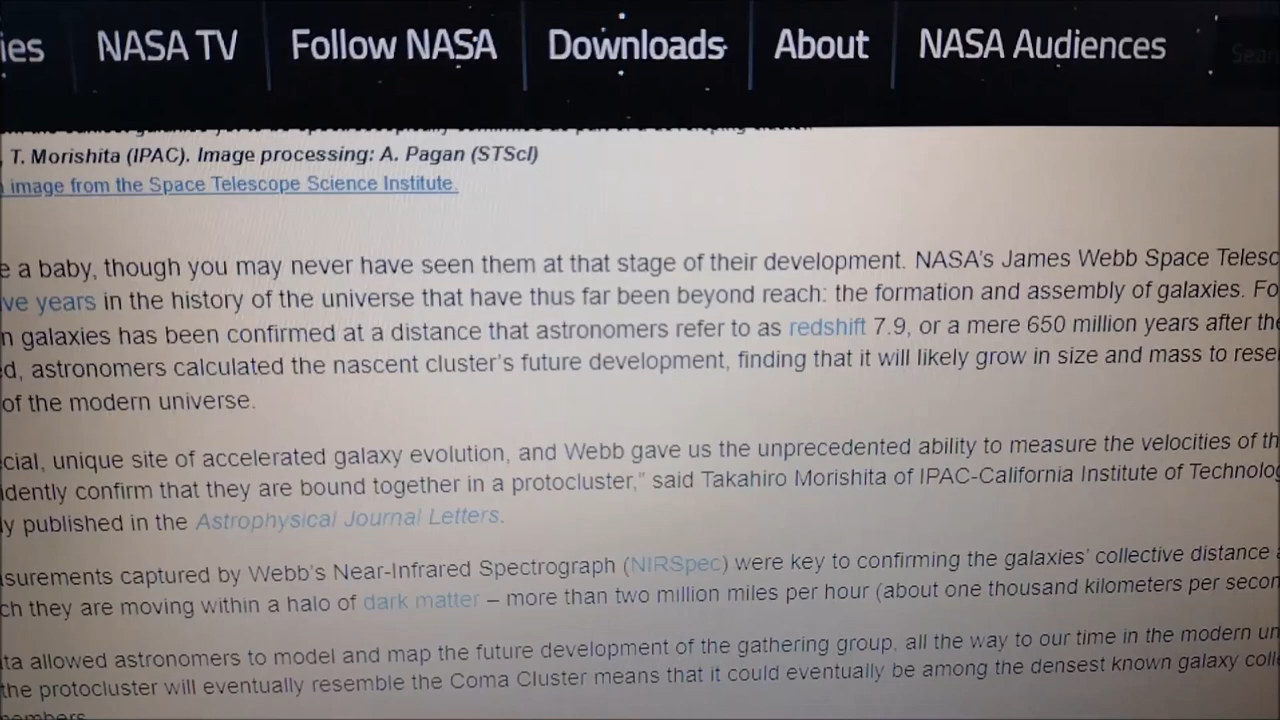 ies NASA TV Follow NASA Downloads About NASA Audiences Sear
T. Morishita (IPAC). Image processing: A. Pagan (STScI)
image from the Space Telescope Science Institute.
e a baby, though you may never have seen them at that stage of their development. NASA's James Webb Space Telesc
ve years in the history of the universe that have thus far been beyond reach: the formation and assembly of galaxies. Fo
n galaxies has been confirmed at a distance that astronomers refer to as redshift 7.9, or a mere 650 million years after the
d, astronomers calculated the nascent cluster's future development, finding that it will likely grow in size and mass to rese
of the modern universe.
cial, unique site of accelerated galaxy evolution, and Webb gave us the unprecedented ability to measure the velocities of th
idently confirm that they are bound together in a protocluster," said Takahiro Morishita of IPAC-California Institute of Technolog
ly published in the Astrophysical Journal Letters.
surements captured by Webb's Near-Infrared Spectrograph (NIRSpec) were key to confirming the galaxies' collective distance a
ch they are moving within a halo of dark matter – more than two million miles per hour (about one thousand kilometers per secon
ta allowed astronomers to model and map the future development of the gathering group, all the way to our time in the modern un
the protocluster will eventually resemble the Coma Cluster means that it could eventually be among the densest known galaxy coll
embers